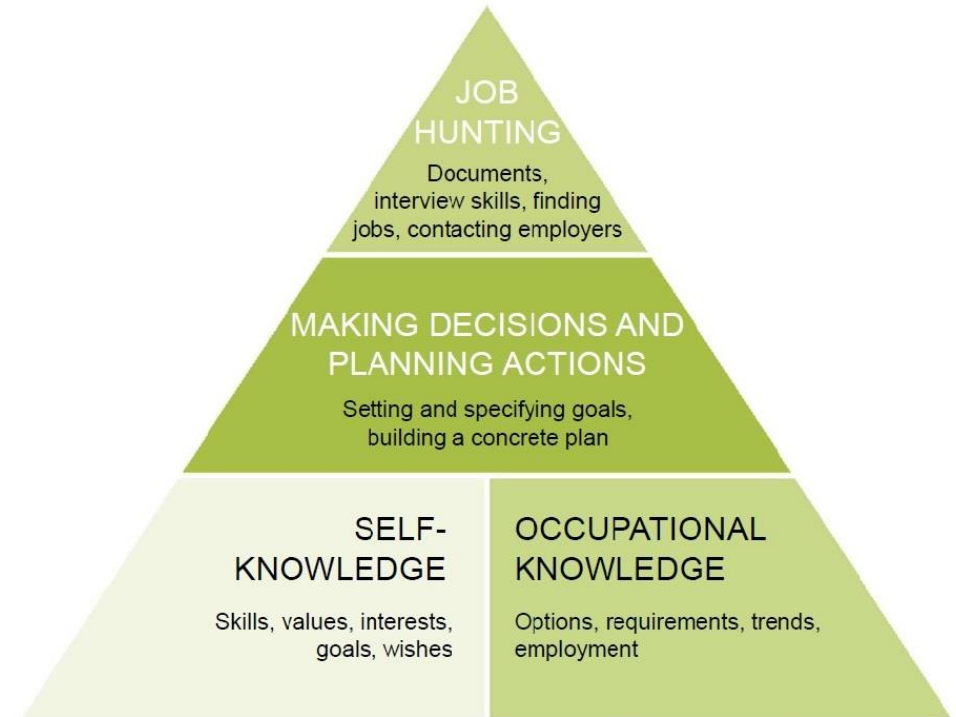 JOB
HUNTING
Documents,
interview skills, finding
jobs, contacting employers
MAKING DECISIONS AND
PLANNING ACTIONS
Setting and specifying goals,
building a concrete plan
SELF-
KNOWLEDGE
Skills, values, interests,
goals, wishes
OCCUPATIONAL
KNOWLEDGE
Options, requirements, trends,
employment